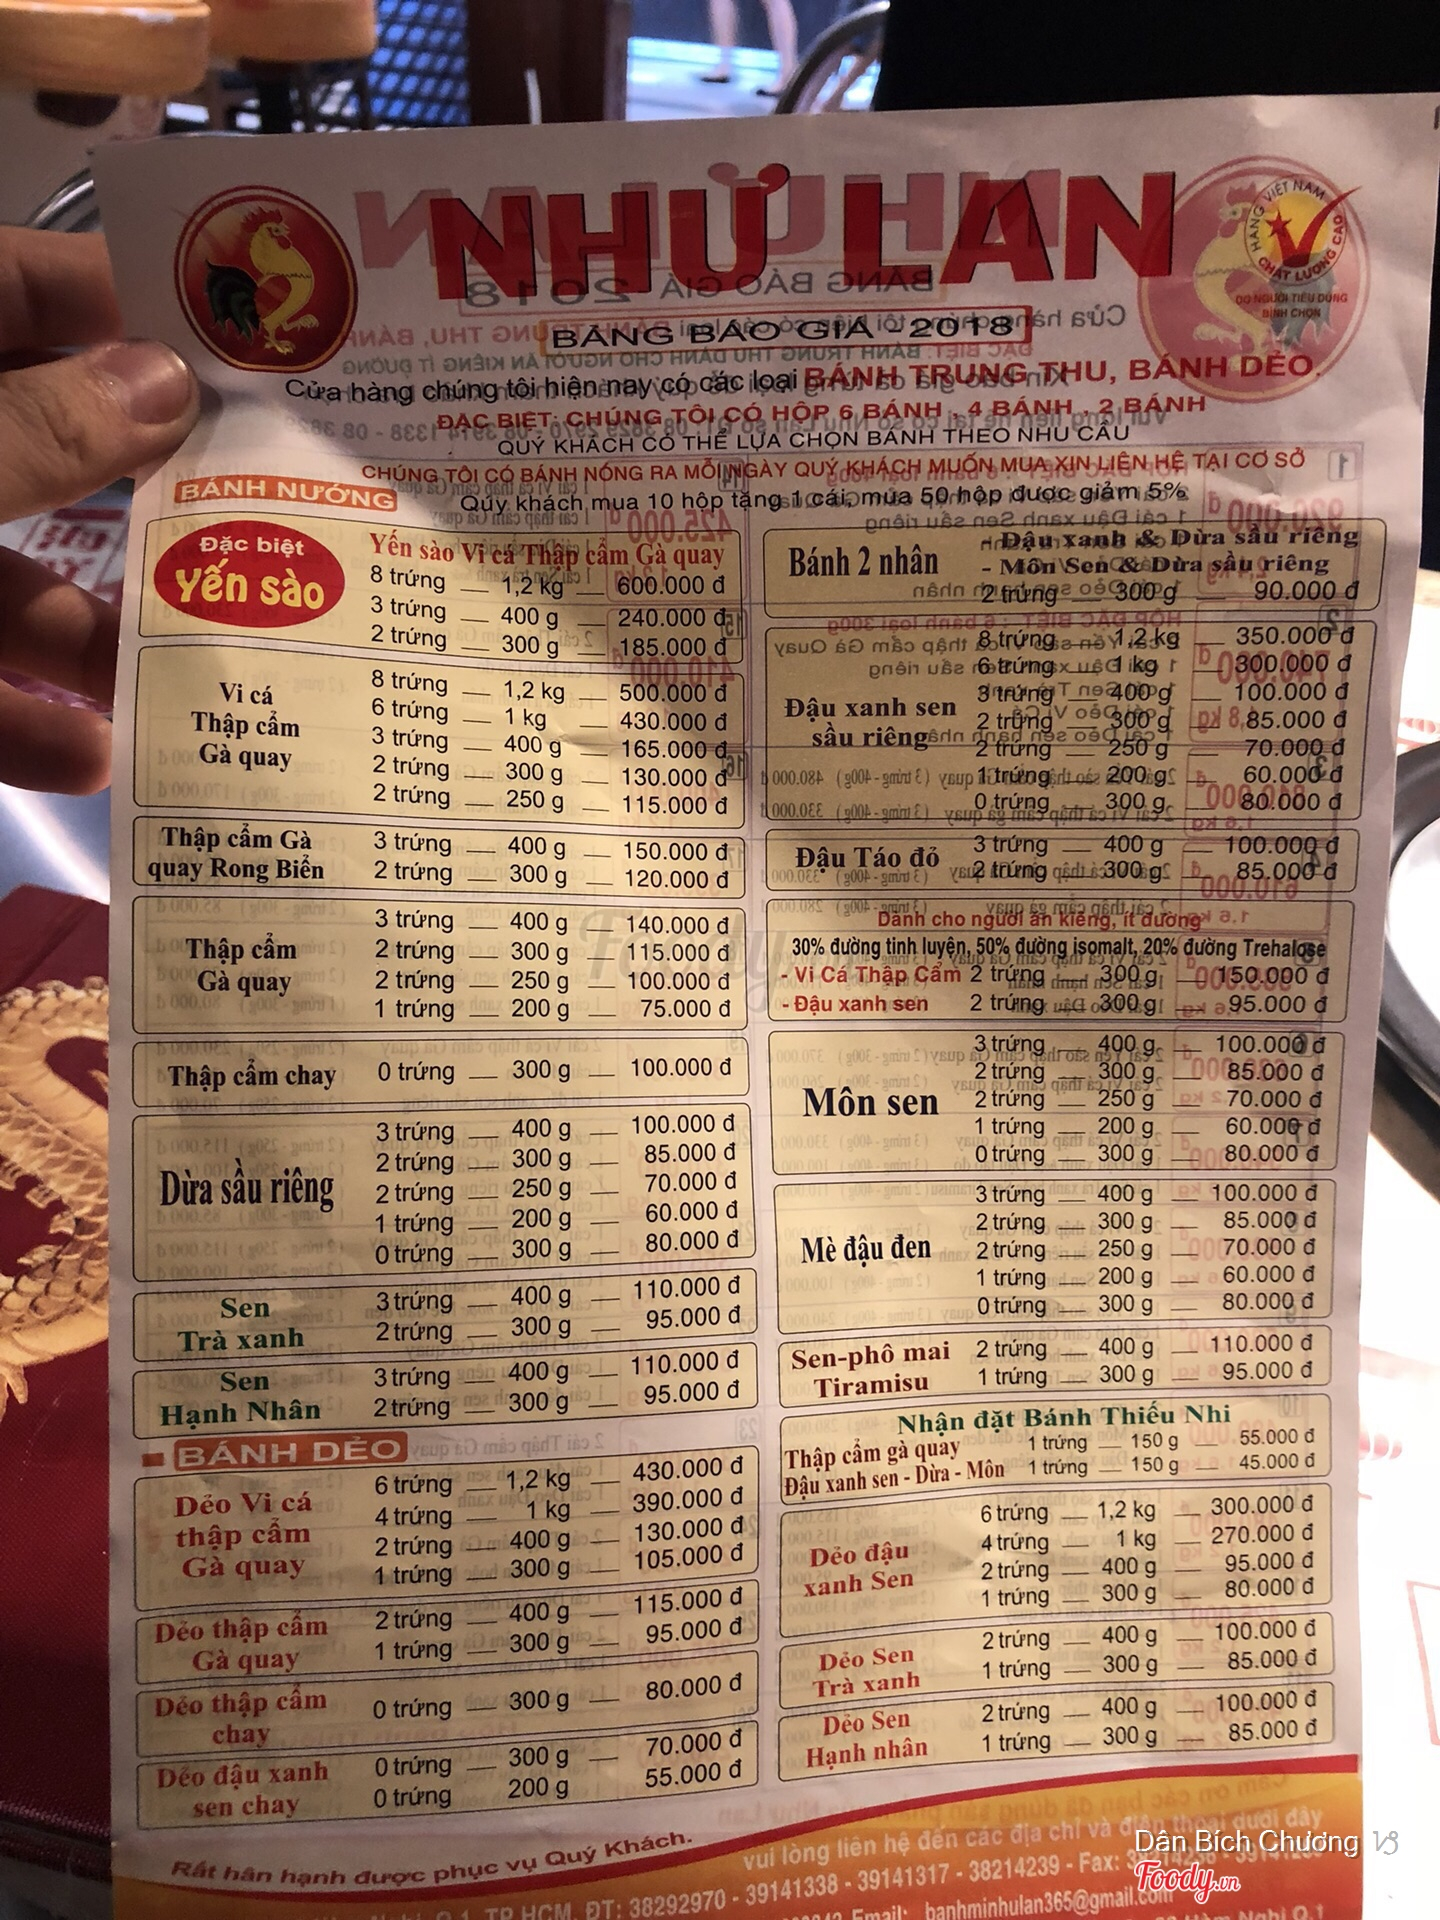 NHƯ LAN
HÀNG VIỆT NAM
CHẤT LƯỢNG CAO
DO NGƯỜI TIÊU DÙNG
BÌNH CHỌN
BẢNG BÁO GIÁ - 2018
Cửa hàng chúng tôi hiện nay có các loại BÁNH TRUNG THU, BÁNH DẺO.
ĐẶC BIỆT: CHÚNG TÔI CÓ HỘP 6 BÁNH , 4 BÁNH , 2 BÁNH
QUÝ KHÁCH CÓ THỂ LỰA CHỌN BÁNH THEO NHU CẦU
CHÚNG TÔI CÓ BÁNH NÓNG RA MỖI NGÀY QUÝ KHÁCH MUỐN MUA XIN LIÊN HỆ TẠI CƠ SỞ
Quý khách mua 10 hộp tặng 1 cái, mua 50 hộp được giảm 5%
BÁNH NƯỚNG
Đặc biệt
Yến sào
Yến sào Vi cá Thập cẩm Gà quay
8 trứng 1,2 kg 600.000 đ
3 trứng 400 g 240.000 đ
2 trứng 300 g 185.000 đ
Vi cá
Thập cẩm
Gà quay
8 trứng 1,2 kg 500.000 đ
6 trứng 1 kg 430.000 đ
3 trứng 400 g 165.000 đ
2 trứng 300 g 130.000 đ
2 trứng 250 g 115.000 đ
Thập cẩm Gà
quay Rong Biển
3 trứng 400 g 150.000 đ
2 trứng 300 g 120.000 đ
Thập cẩm
Gà quay
3 trứng 400 g 140.000 đ
2 trứng 300 g 115.000 đ
2 trứng 250 g 100.000 đ
1 trứng 200 g 75.000 đ
Thập cẩm chay 0 trứng 300 g 100.000 đ
Dừa sầu riêng
3 trứng 400 g 100.000 đ
2 trứng 300 g 85.000 đ
2 trứng 250 g 70.000 đ
1 trứng 200 g 60.000 đ
0 trứng 300 g 80.000 đ
Sen
Trà xanh
3 trứng 400 g 110.000 đ
2 trứng 300 g 95.000 đ
Sen
Hạnh Nhân
3 trứng 400 g 110.000 đ
2 trứng 300 g 95.000 đ
BÁNH DẺO
Dẻo Vi cá
thập cẩm
Gà quay
6 trứng 1,2 kg 430.000 đ
4 trứng 1 kg 390.000 đ
2 trứng 400 g 130.000 đ
1 trứng 300 g 105.000 đ
Dẻo thập cẩm
Gà quay
2 trứng 400 g 115.000 đ
1 trứng 300 g 95.000 đ
Dẻo thập cẩm
chay
0 trứng 300 g 80.000 đ
Dẻo đậu xanh
sen chay
0 trứng 300 g 70.000 đ
0 trứng 200 g 55.000 đ
Bánh 2 nhân
- Đậu xanh & Dừa sầu riêng
- Môn Sen & Dừa sầu riêng
2 trứng 300 g 90.000 đ
Đậu xanh sen
sầu riêng
8 trứng 1,2 kg 350.000 đ
6 trứng 1 kg 300.000 đ
3 trứng 400 g 100.000 đ
2 trứng 300 g 85.000 đ
2 trứng 250 g 70.000 đ
1 trứng 200 g 60.000 đ
0 trứng 300 g 80.000 đ
Đậu Táo đỏ
3 trứng 400 g 100.000 đ
2 trứng 300 g 85.000 đ
Dành cho người ăn kiêng, ít đường
30% đường tinh luyện, 50% đường isomalt, 20% đường Trehalose
- Vi Cá Thập Cẩm 2 trứng 300 g 150.000 đ
- Đậu xanh sen 2 trứng 300 g 95.000 đ
Môn sen
3 trứng 400 g 100.000 đ
2 trứng 300 g 85.000 đ
2 trứng 250 g 70.000 đ
1 trứng 200 g 60.000 đ
0 trứng 300 g 80.000 đ
Mè đậu đen
3 trứng 400 g 100.000 đ
2 trứng 300 g 85.000 đ
2 trứng 250 g 70.000 đ
1 trứng 200 g 60.000 đ
0 trứng 300 g 80.000 đ
Sen-phô mai
Tiramisu
2 trứng 400 g 110.000 đ
1 trứng 300 g 95.000 đ
Nhận đặt Bánh Thiếu Nhi
Thập cẩm gà quay 1 trứng 150 g 55.000 đ
Đậu xanh sen - Dừa - Môn 1 trứng 150 g 45.000 đ
Dẻo đậu
xanh Sen
6 trứng 1,2 kg 300.000 đ
4 trứng 1 kg 270.000 đ
2 trứng 400 g 95.000 đ
1 trứng 300 g 80.000 đ
Dẻo Sen
Trà xanh
2 trứng 400 g 100.000 đ
1 trứng 300 g 85.000 đ
Dẻo Sen
Hạnh nhân
2 trứng 400 g 100.000 đ
1 trứng 300 g 85.000 đ
Rất hân hạnh được phục vụ Quý Khách.
vui lòng liên hệ đến các địa chỉ và điện thoại dưới đây
Q.1, TP.HCM. ĐT: 38292970 - 39141338 - 39141317 - 38214239 - Fax:
Email: banhminhulan365@gmail.com
Dân Bích Chương
Foody.vn